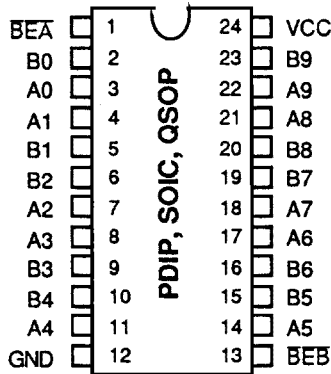 B̅E̅A̅ 1 24 VCC
B0 2 23 B9
A0 3 22 A9
A1 4 21 A8
B1 5 20 B8
B2 6 19 B7
A2 7 18 A7
A3 8 17 A6
B3 9 16 B6
B4 10 15 B5
A4 11 14 A5
GND 12 13 B̅E̅B̅
PDIP, SOIC, QSOP